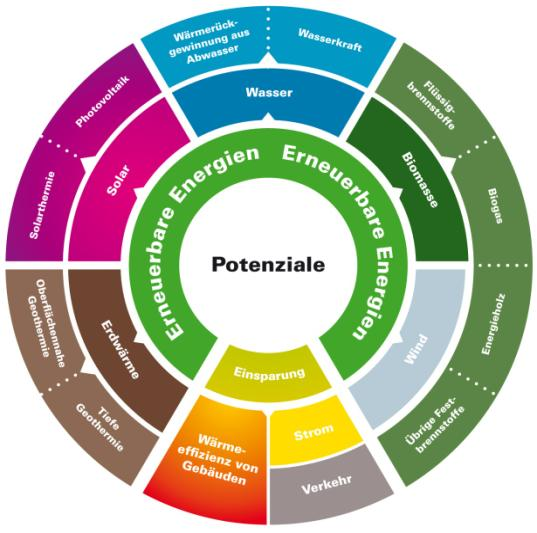 Wärmerück-
gewinnung aus
Abwasser
Wasserkraft
Wasser
Photovoltaik
Solarthermie
Solar
Flüssig-
brennstoffe
Biogas
Energieholz
Übrige Fest-
brennstoffe
Biomasse
Wind
Erneuerbare Energien
Erneuerbare Energien
Potenziale
Oberflächennahe
Geothermie
Tiefe
Geothermie
Erdwärme
Einsparung
Wärme-
effizienz von
Gebäuden
Strom
Verkehr